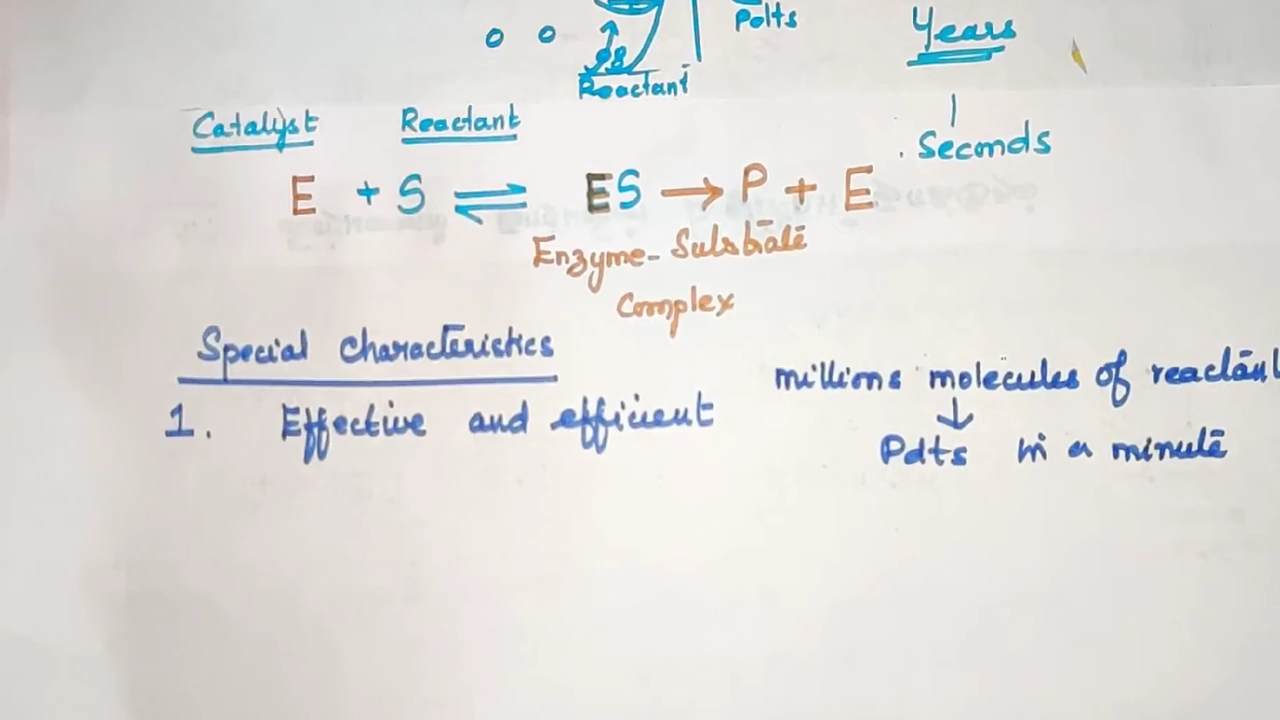 Pdts
Years
Reactant
Catalyst Reactant
Seconds
E + S ⇌ ES → P + E
Enzyme-Substrate
Complex
Special characteristics
1. Effective and efficient
millions molecules of reactant
↓
Pdts in a minute